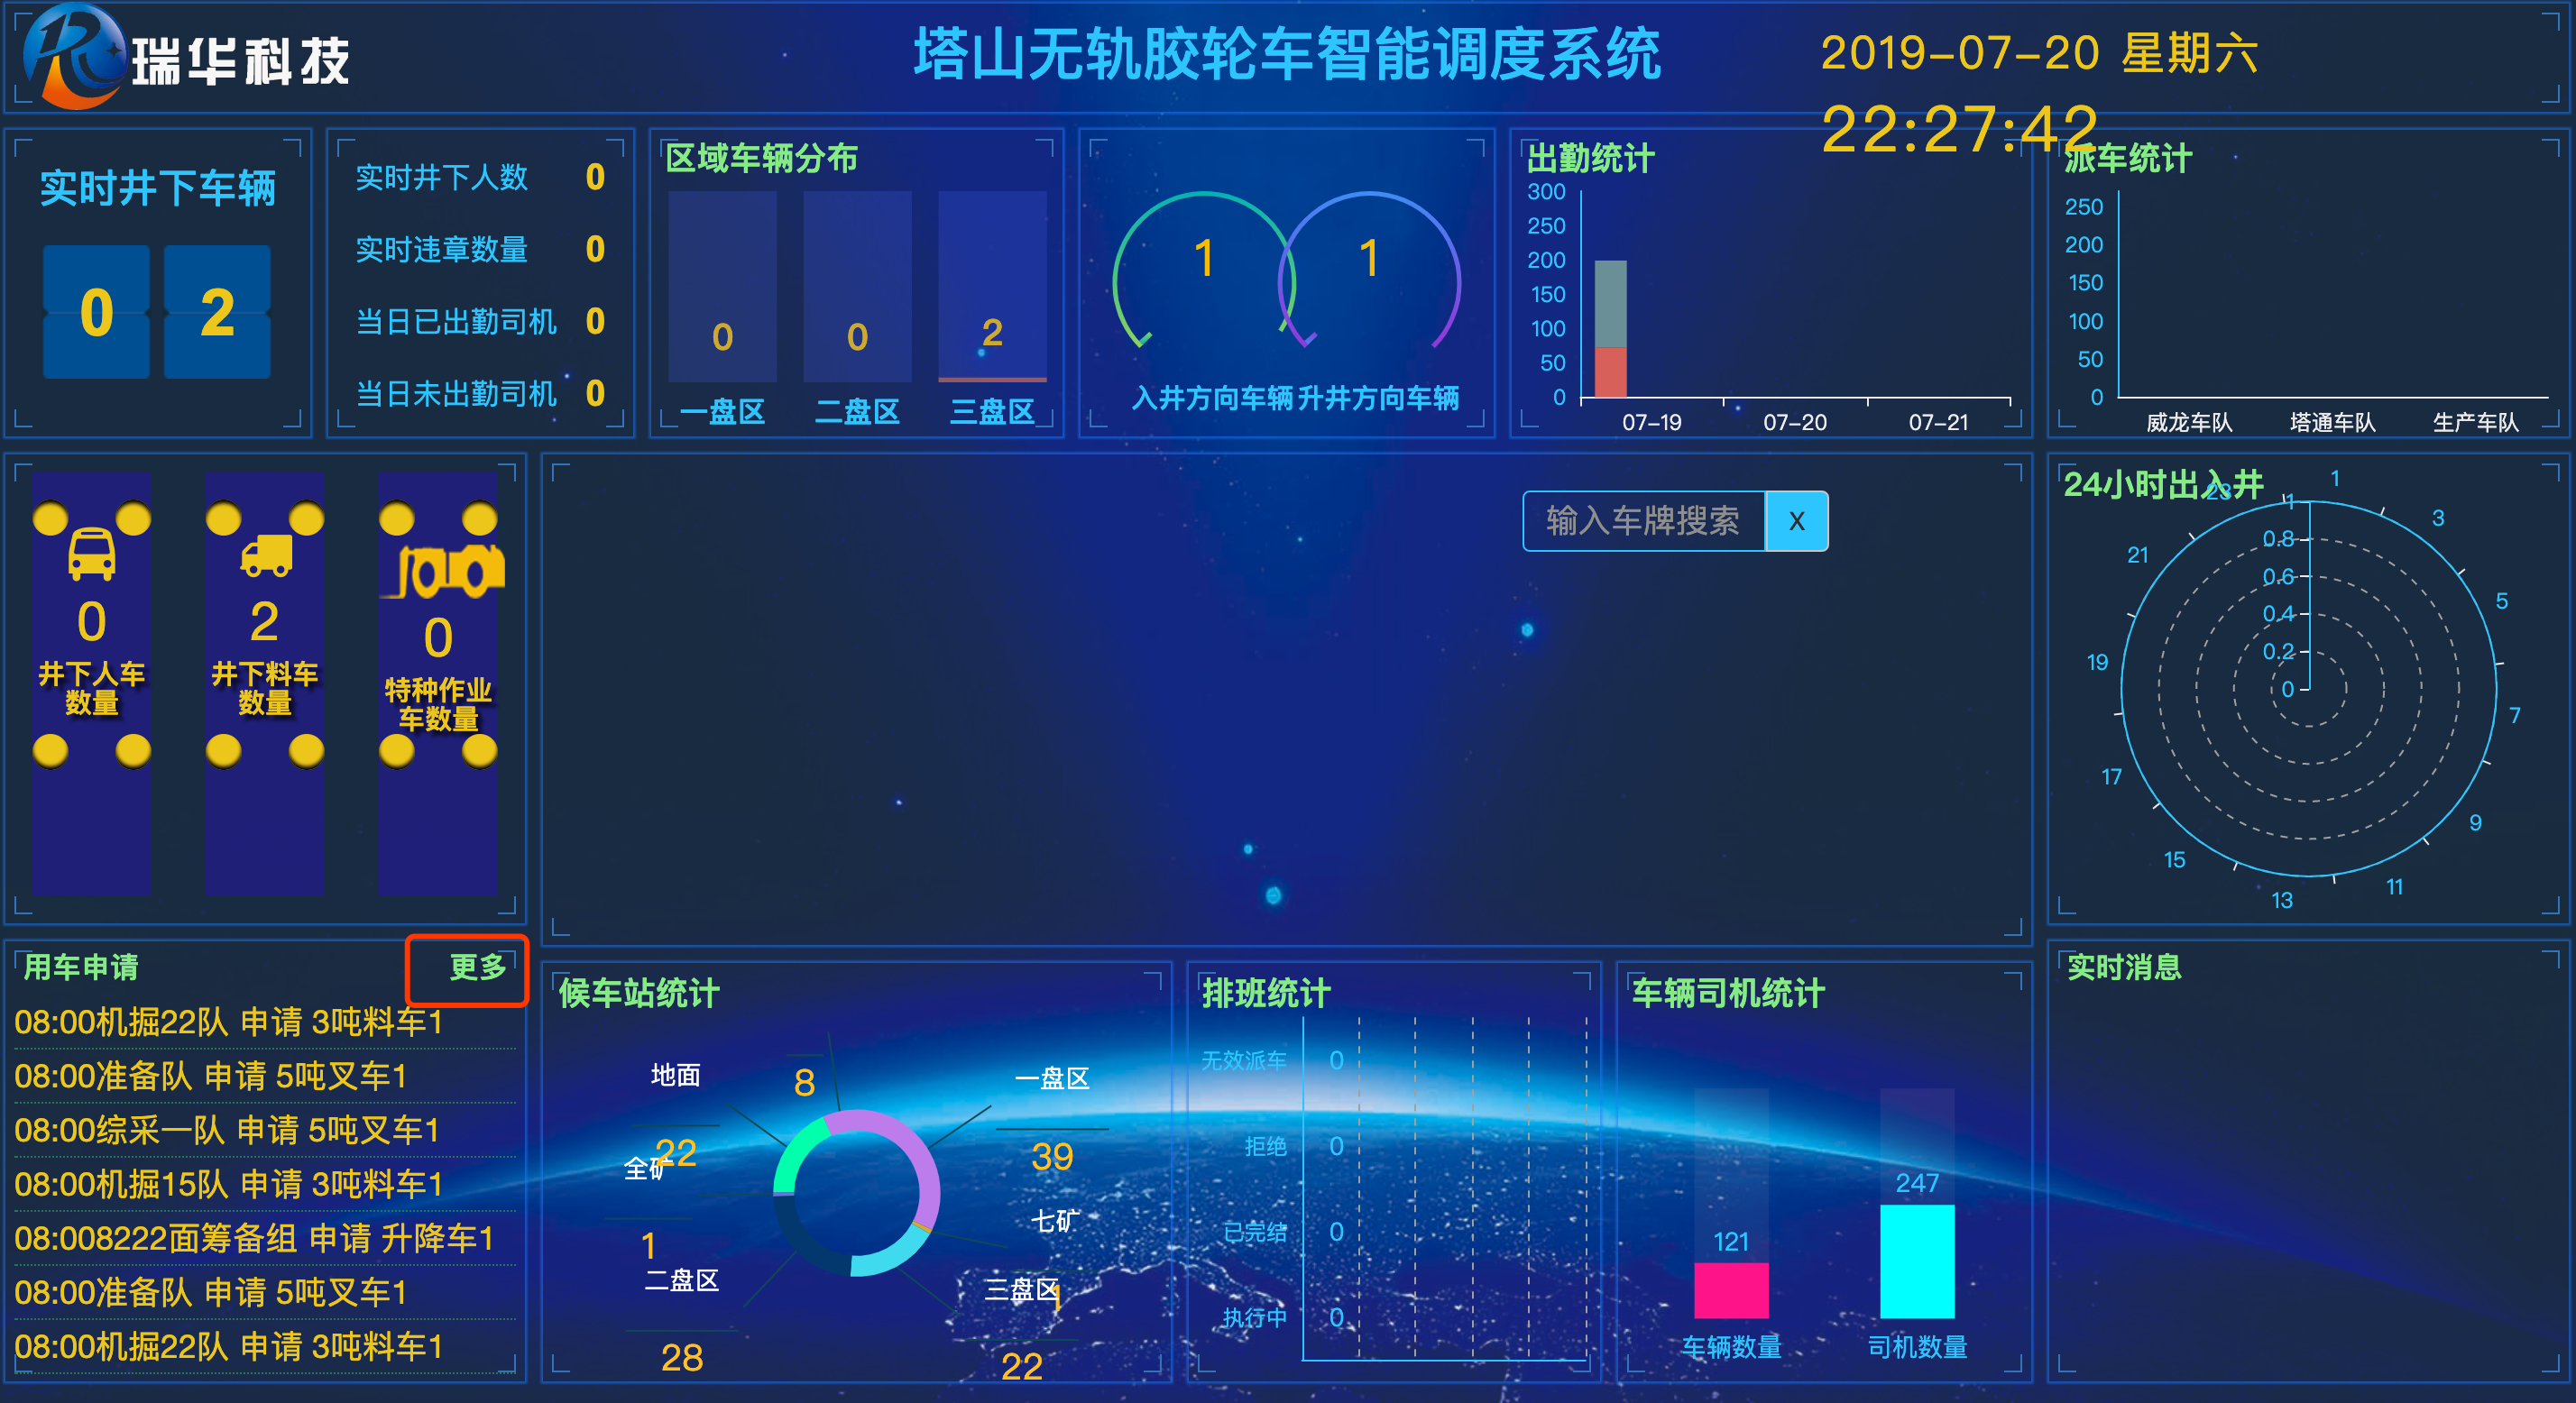 瑞华科技
塔山无轨胶轮车智能调度系统
2019-07-20 星期六
22:27:42
实时井下车辆
0 2
实时井下人数 0
实时违章数量 0
当日已出勤司机 0
当日未出勤司机 0
区域车辆分布
0 0 2
一盘区 二盘区 三盘区
1 1
入井方向车辆 升井方向车辆
出勤统计
300
250
200
150
100
50
0
07-19 07-20 07-21
派车统计
250
200
150
100
50
0
威龙车队 塔通车队 生产车队
0
井下人车
数量
2
井下料车
数量
0
特种作业
车数量
输入车牌搜索 X
24小时出入井
1
3
5
7
9
11
13
15
17
19
21
23
1
0.8
0.6
0.4
0.2
0
用车申请 更多
08:00机掘22队 申请 3吨料车1
08:00准备队 申请 5吨叉车1
08:00综采一队 申请 5吨叉车1
08:00机掘15队 申请 3吨料车1
08:008222面筹备组 申请 升降车1
08:00准备队 申请 5吨叉车1
08:00机掘22队 申请 3吨料车1
候车站统计
8
地面
22
一盘区
39
全矿
1
七矿
1
二盘区
28
三盘区
22
排班统计
无效派车 0
拒绝 0
已完结 0
执行中 0
车辆司机统计
121
247
车辆数量 司机数量
实时消息